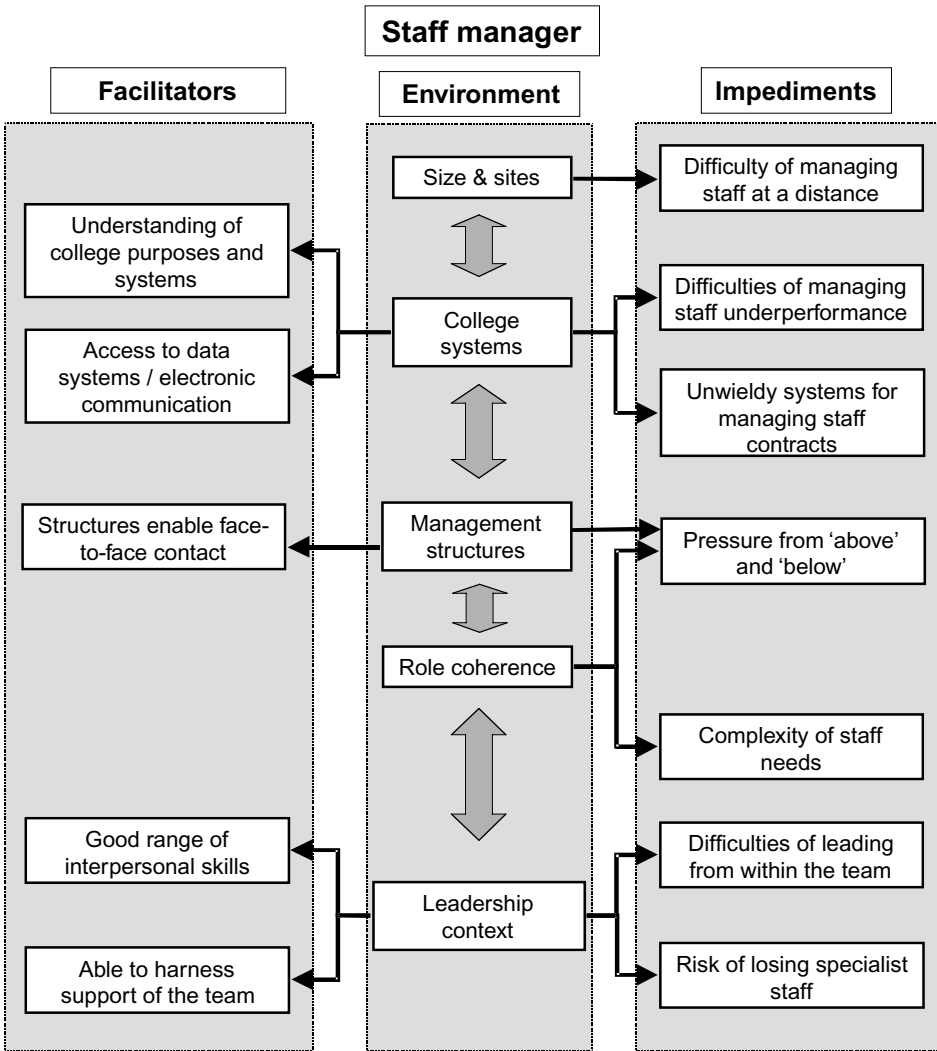 Staff manager
Facilitators
Environment
Impediments
Size & sites
Difficulty of managing
staff at a distance
Understanding of
college purposes and
systems
College
systems
Difficulties of managing
staff underperformance
Access to data
systems / electronic
communication
Unwieldy systems for
managing staff
contracts
Structures enable face-
to-face contact
Management
structures
Pressure from ‘above’
and ‘below’
Role coherence
Complexity of staff
needs
Good range of
interpersonal skills
Difficulties of leading
from within the team
Leadership
context
Able to harness
support of the team
Risk of losing specialist
staff